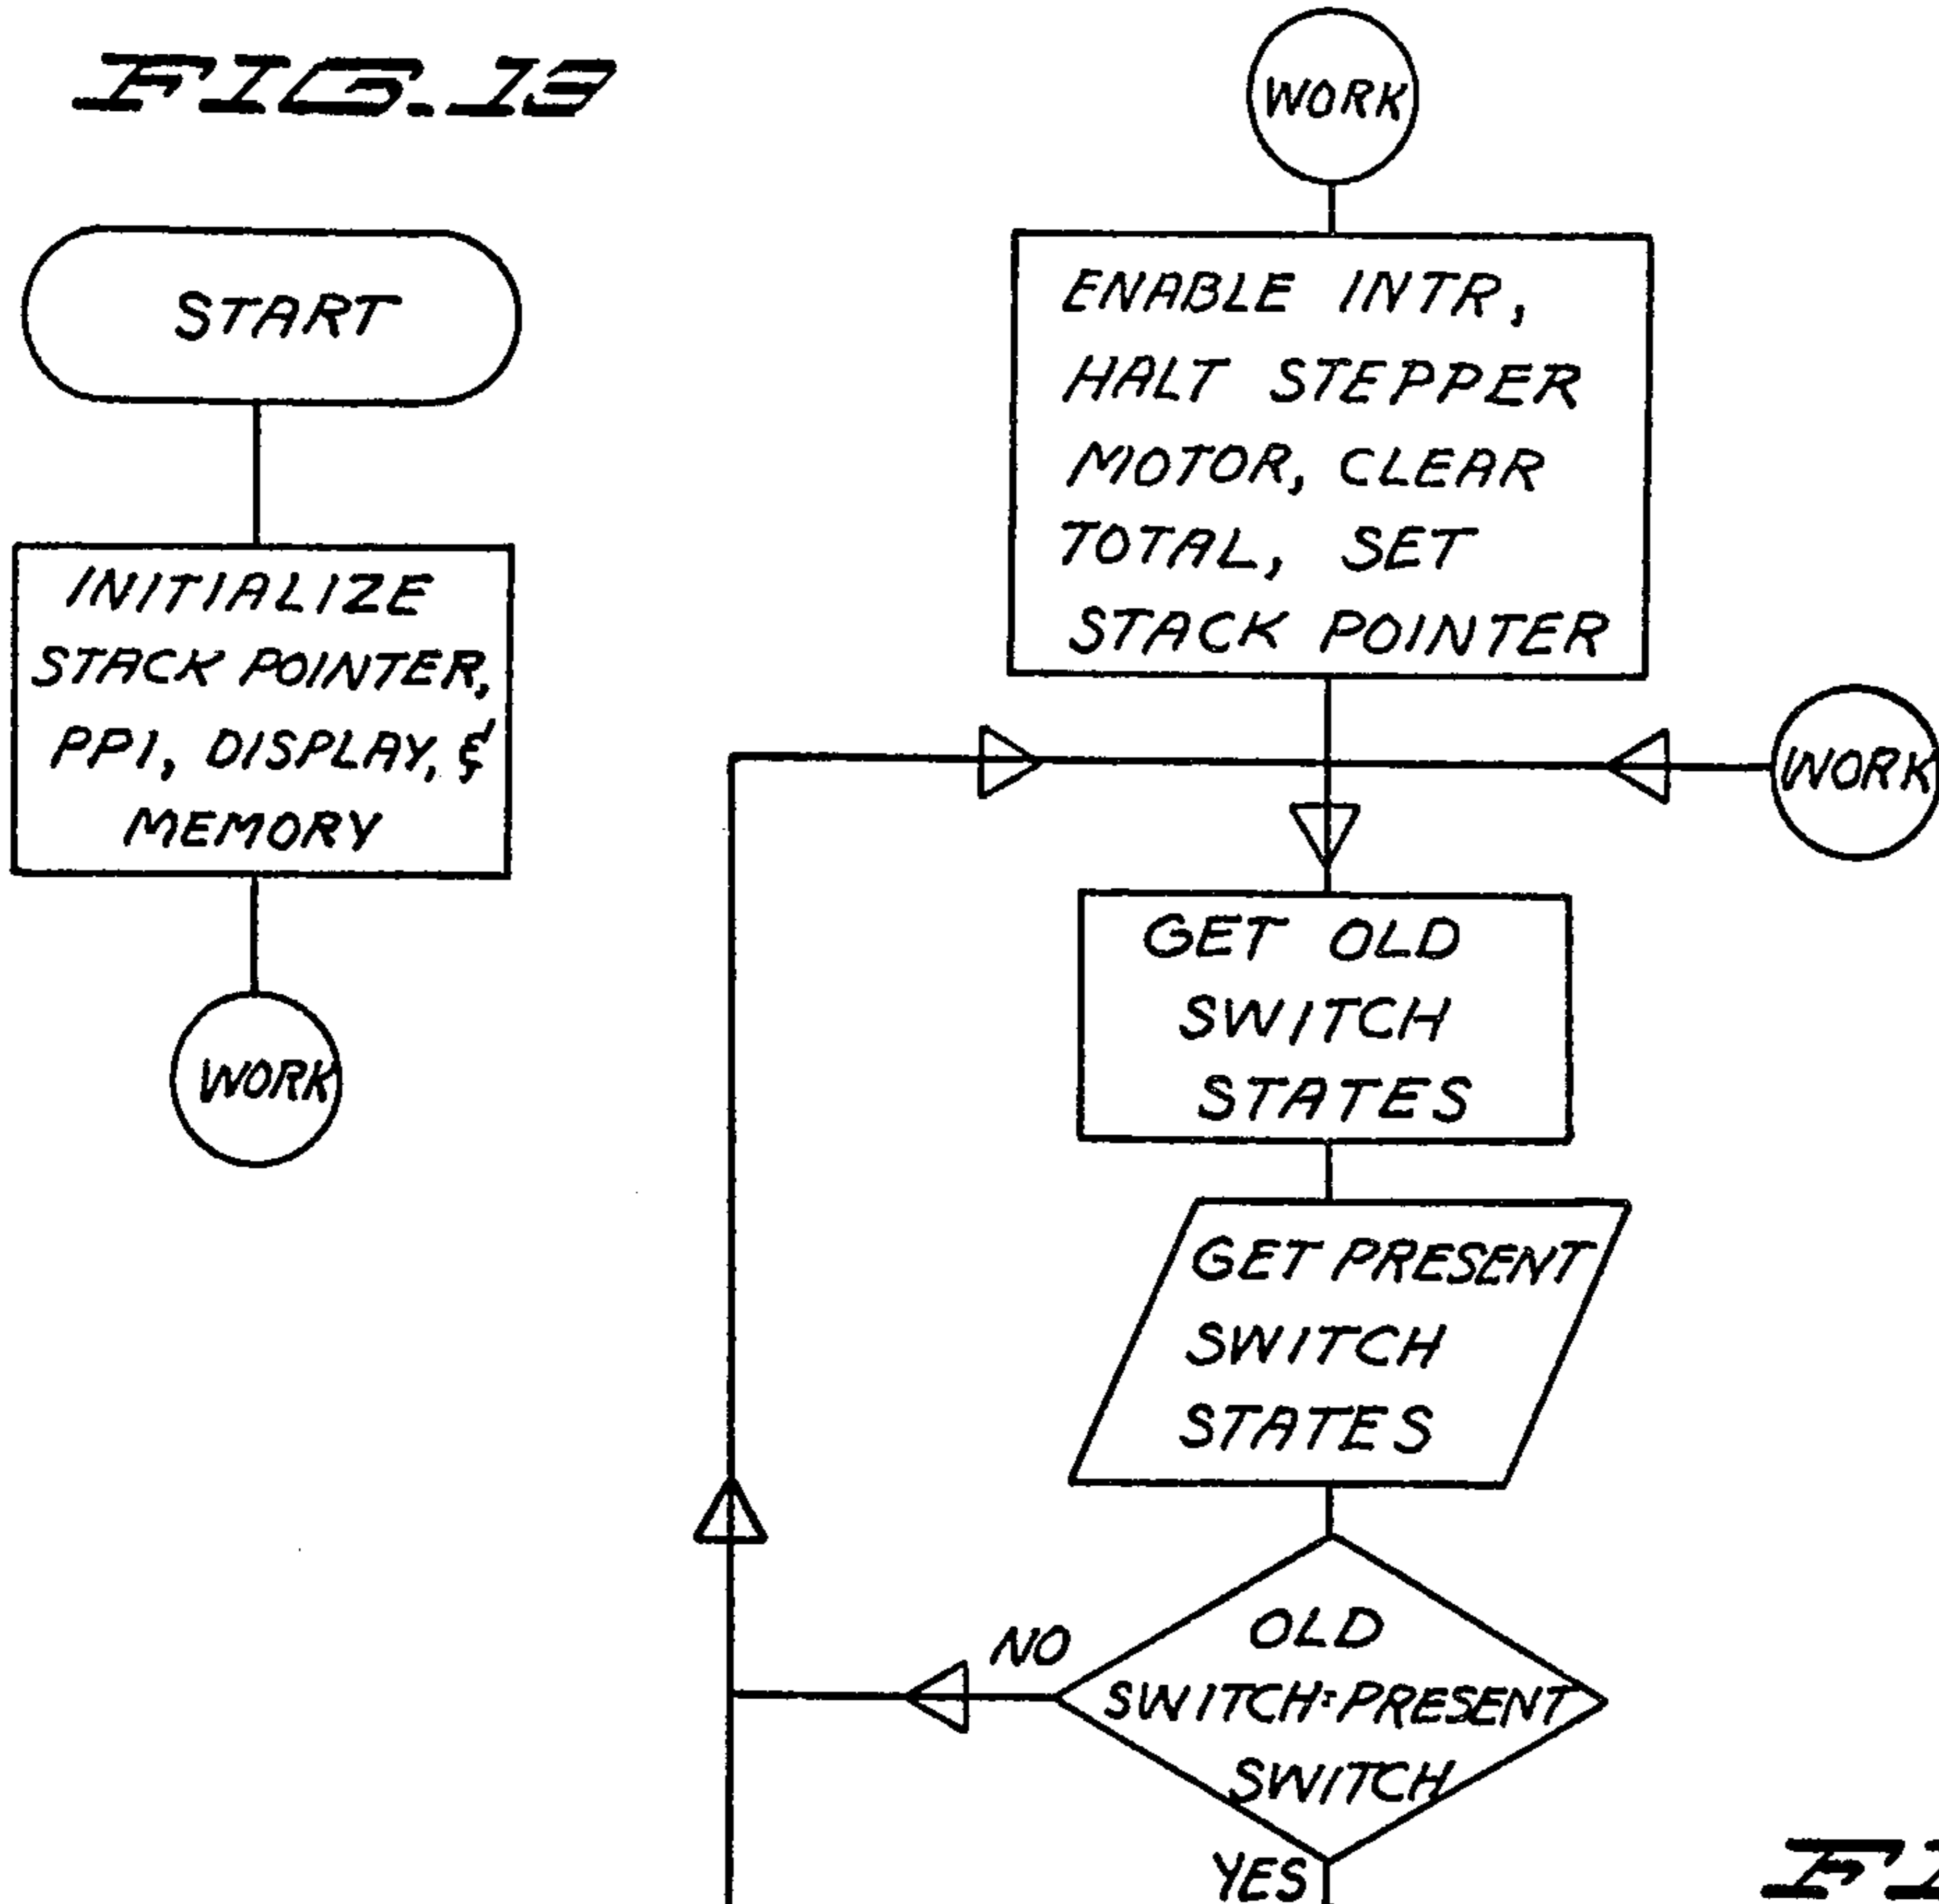 FIG. 13
START
INITIALIZE
STACK POINTER,
PPI, DISPLAY, &
MEMORY
WORK
WORK
ENABLE INTR,
HALT STEPPER
MOTOR, CLEAR
TOTAL, SET
STACK POINTER
WORK
GET OLD
SWITCH
STATES
GET PRESENT
SWITCH
STATES
OLD
SWITCH=PRESENT
SWITCH
NO
YES